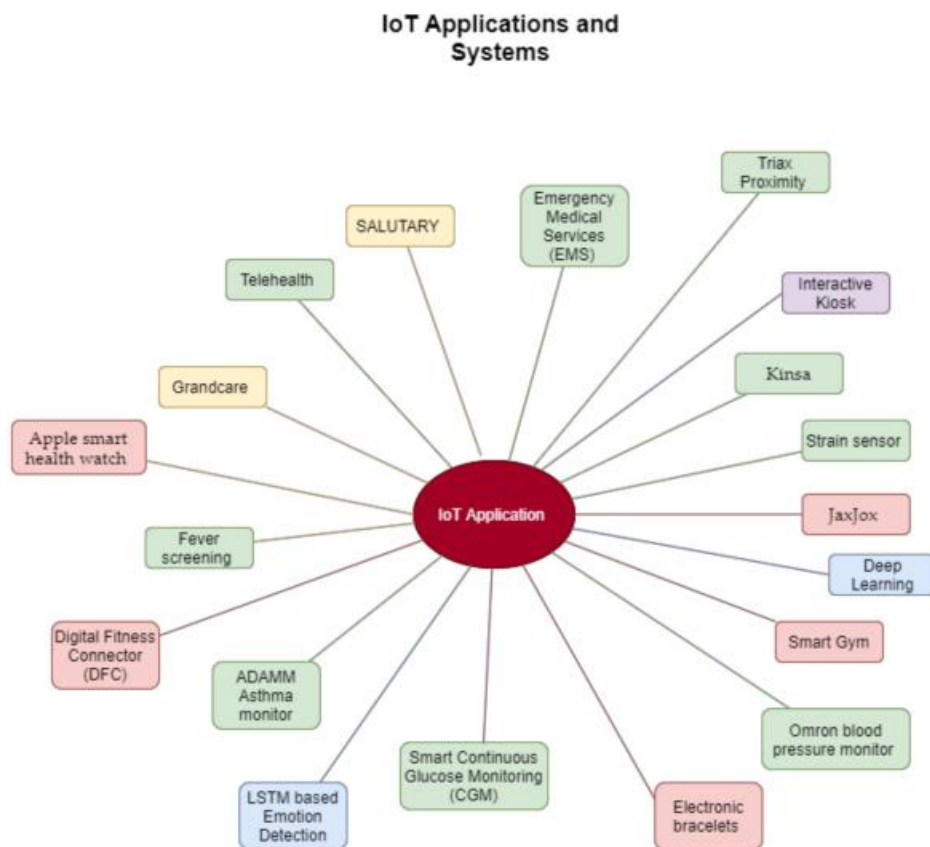 IoT Applications and
Systems
Triax
Proximity
Emergency
Medical
Services
(EMS)
SALUTARY
Telehealth
Interactive
Kiosk
Kinsa
Grandcare
Apple smart
health watch
Strain sensor
IoT Application
JaxJox
Fever
screening
Deep
Learning
Digital Fitness
Connector
(DFC)
Smart Gym
ADAMM
Asthma
monitor
Omron blood
pressure monitor
Smart Continuous
Glucose Monitoring
(CGM)
LSTM based
Emotion
Detection
Electronic
bracelets